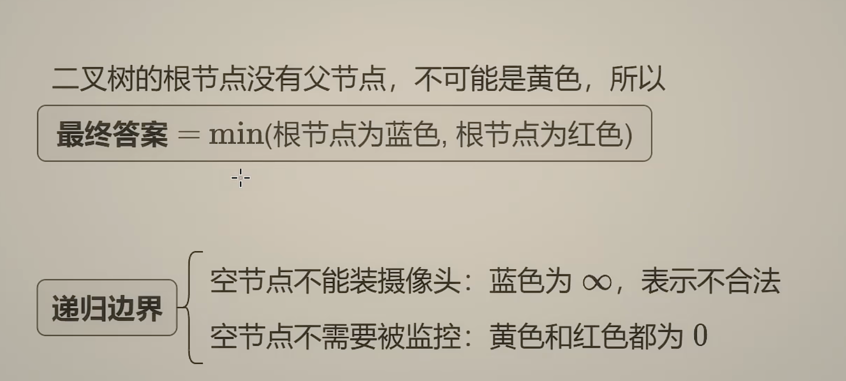 二叉树的根节点没有父节点，不可能是黄色，所以
最终答案 = min(根节点为蓝色, 根节点为红色)
空节点不能装摄像头：蓝色为 ∞，表示不合法
递归边界
空节点不需要被监控：黄色和红色都为 0